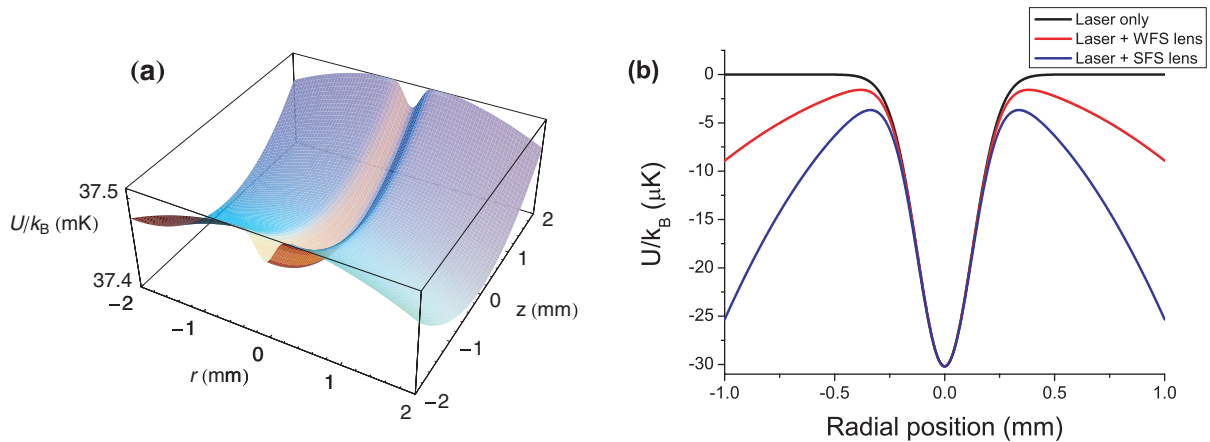 (a)
37.5
U/kB (mK)
37.4
−2
−1
0
1
2
r (mm)
−2
−1
0
1
2
z (mm)
(b)
Laser only
Laser + WFS lens
Laser + SFS lens
0
-5
-10
-15
-20
-25
-30
U/kB (μK)
-1.0
-0.5
0.0
0.5
1.0
Radial position (mm)